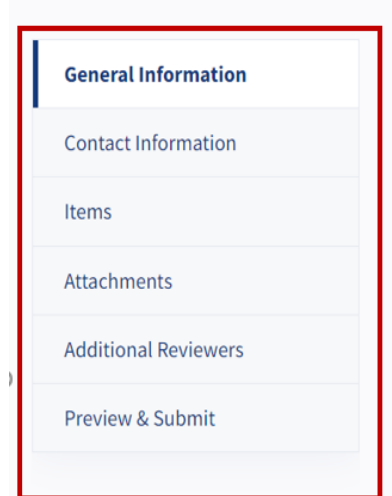 General Information
Contact Information
Items
Attachments
Additional Reviewers
Preview & Submit